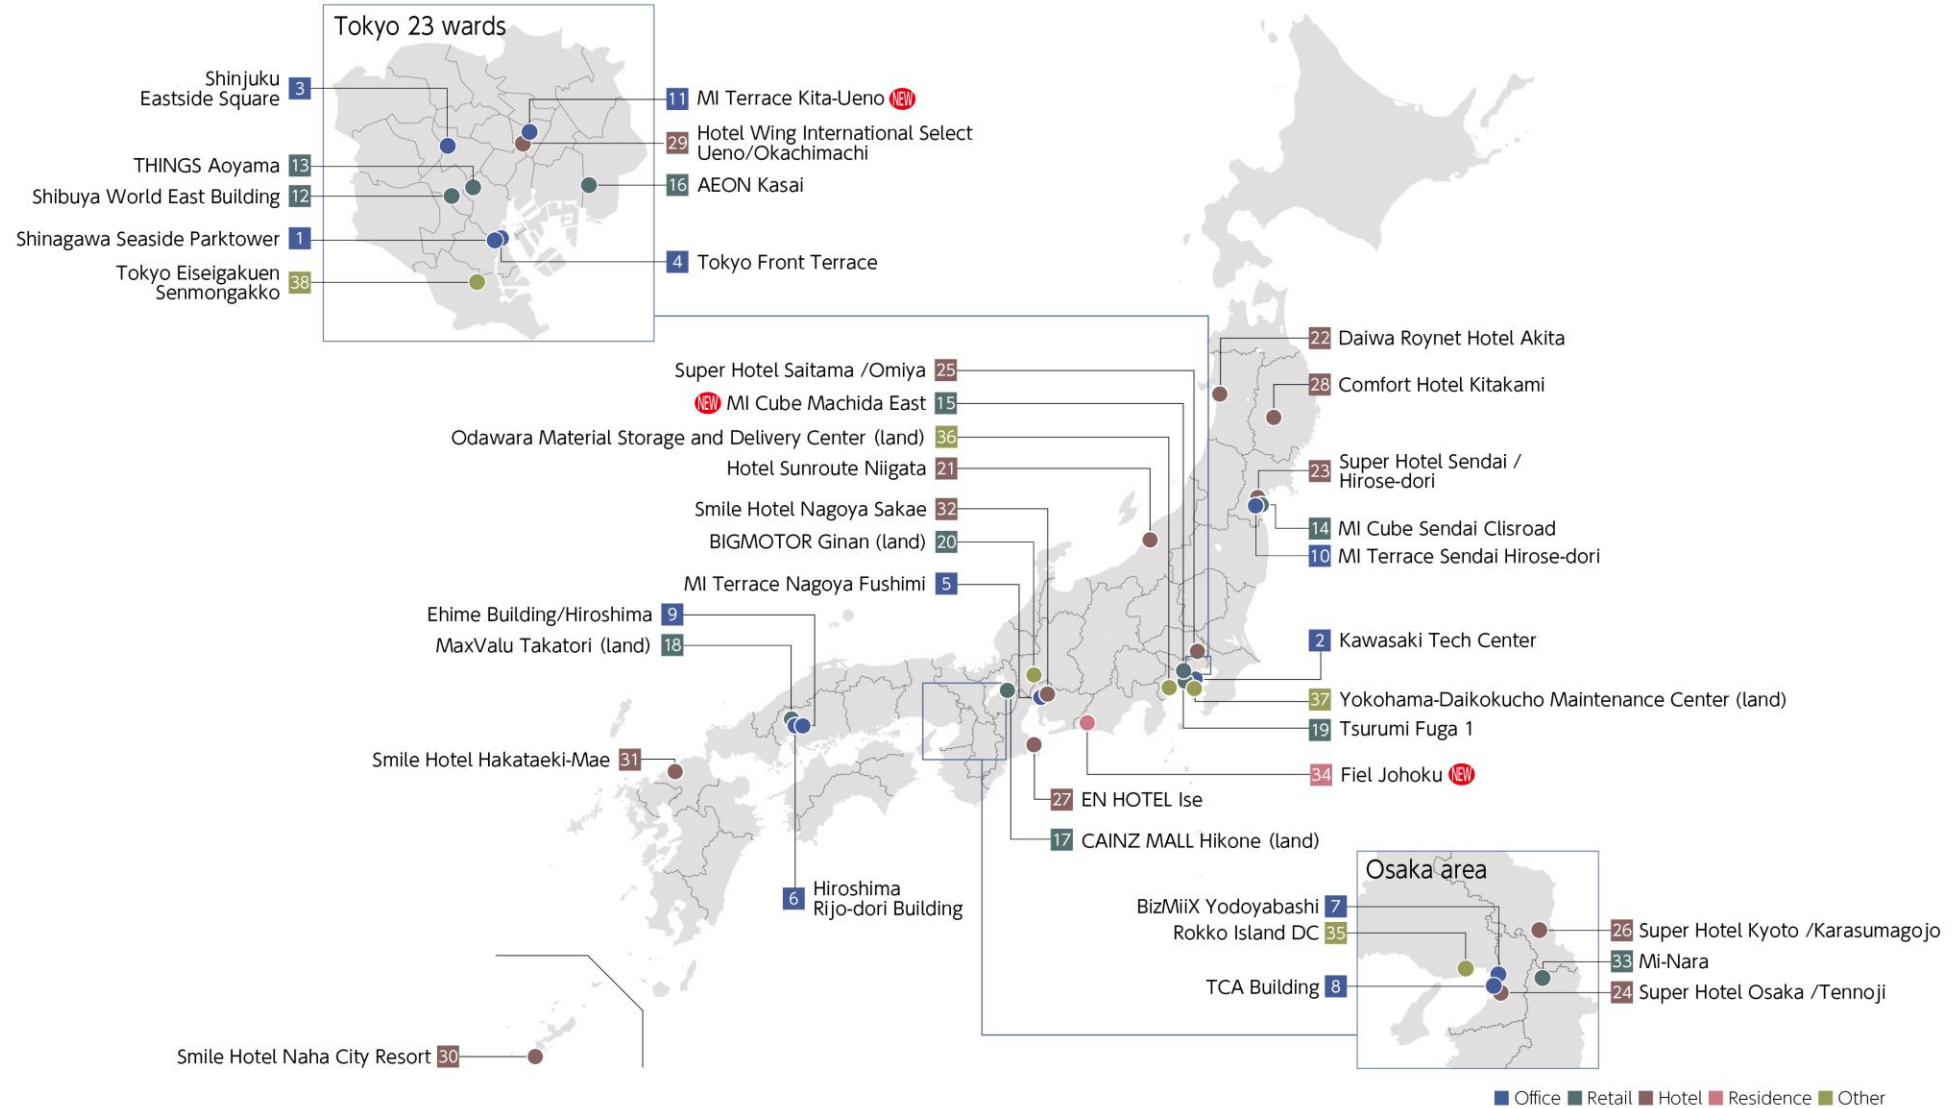 Tokyo 23 wards
Shinjuku
Eastside Square
3
THINGS Aoyama 13
Shibuya World East Building 12
Shinagawa Seaside Parktower 1
Tokyo Eiseigakuen
Senmongakko
38
11 MI Terrace Kita-Ueno NEW
29
Hotel Wing International Select
Ueno/Okachimachi
16 AEON Kasai
4 Tokyo Front Terrace
Super Hotel Saitama /Omiya 25
NEW MI Cube Machida East 15
Odawara Material Storage and Delivery Center (land) 36
Hotel Sunroute Niigata 21
Smile Hotel Nagoya Sakae 32
BIGMOTOR Ginan (land) 20
MI Terrace Nagoya Fushimi 5
Ehime Building/Hiroshima 9
MaxValu Takatori (land) 18
Smile Hotel Hakataeki-Mae 31
6
Hiroshima
Rijo-dori Building
Smile Hotel Naha City Resort 30
22 Daiwa Roynet Hotel Akita
28 Comfort Hotel Kitakami
23
Super Hotel Sendai /
Hirose-dori
14 MI Cube Sendai Clisroad
10 MI Terrace Sendai Hirose-dori
2 Kawasaki Tech Center
37 Yokohama-Daikokucho Maintenance Center (land)
19 Tsurumi Fuga 1
34 Fiel Johoku NEW
27 EN HOTEL Ise
17 CAINZ MALL Hikone (land)
Osaka area
BizMiiX Yodoyabashi 7
Rokko Island DC 35
TCA Building 8
26 Super Hotel Kyoto /Karasumagojo
33 Mi-Nara
24 Super Hotel Osaka /Tennoji
Office Retail Hotel Residence Other